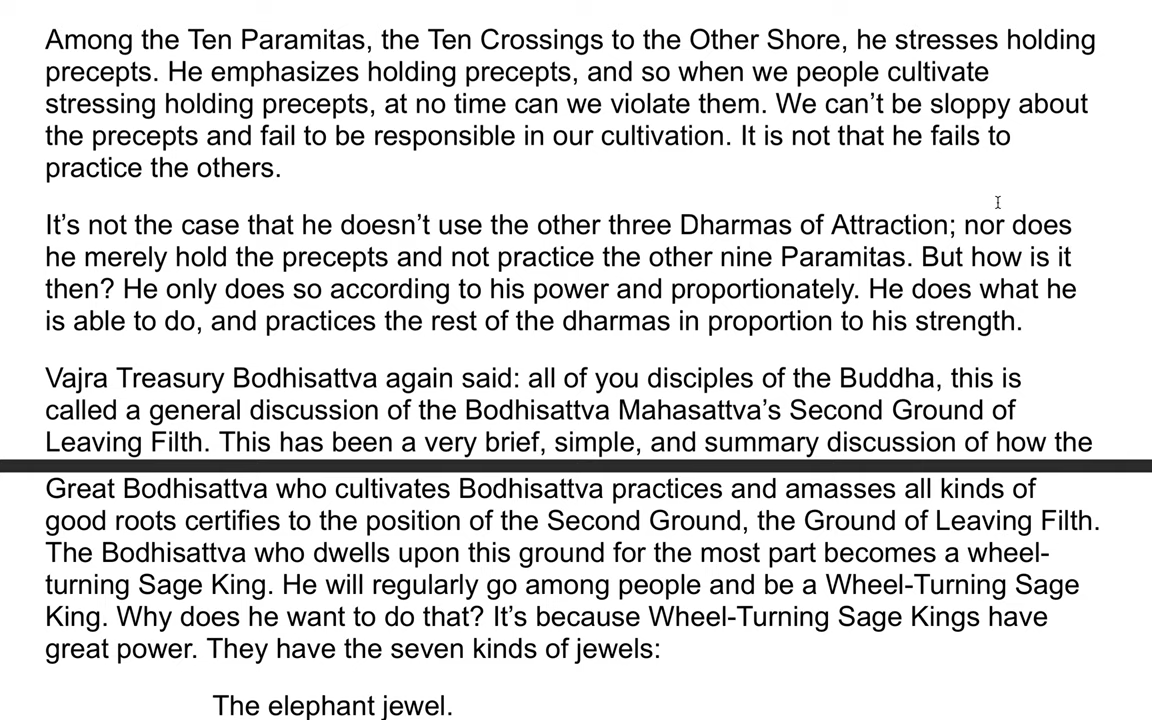 Among the Ten Paramitas, the Ten Crossings to the Other Shore, he stresses holding
precepts. He emphasizes holding precepts, and so when we people cultivate
stressing holding precepts, at no time can we violate them. We can’t be sloppy about
the precepts and fail to be responsible in our cultivation. It is not that he fails to
practice the others.
It’s not the case that he doesn’t use the other three Dharmas of Attraction; nor does
he merely hold the precepts and not practice the other nine Paramitas. But how is it
then? He only does so according to his power and proportionately. He does what he
is able to do, and practices the rest of the dharmas in proportion to his strength.
Vajra Treasury Bodhisattva again said: all of you disciples of the Buddha, this is
called a general discussion of the Bodhisattva Mahasattva’s Second Ground of
Leaving Filth. This has been a very brief, simple, and summary discussion of how the
Great Bodhisattva who cultivates Bodhisattva practices and amasses all kinds of
good roots certifies to the position of the Second Ground, the Ground of Leaving Filth.
The Bodhisattva who dwells upon this ground for the most part becomes a wheel-
turning Sage King. He will regularly go among people and be a Wheel-Turning Sage
King. Why does he want to do that? It’s because Wheel-Turning Sage Kings have
great power. They have the seven kinds of jewels:
The elephant jewel.